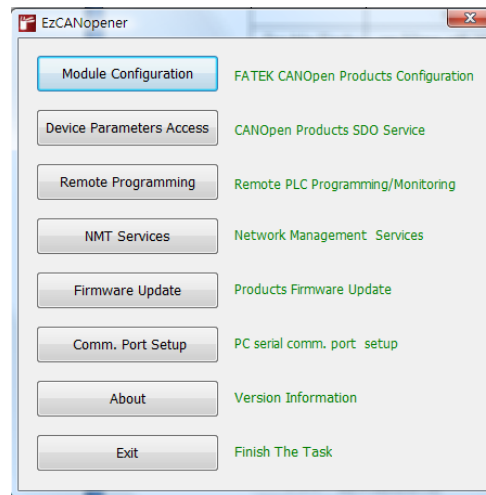 EzCANopener
Module Configuration FATEK CANOpen Products Configuration
Device Parameters Access CANOpen Products SDO Service
Remote Programming Remote PLC Programming/Monitoring
NMT Services Network Management Services
Firmware Update Products Firmware Update
Comm. Port Setup PC serial comm. port setup
About Version Information
Exit Finish The Task